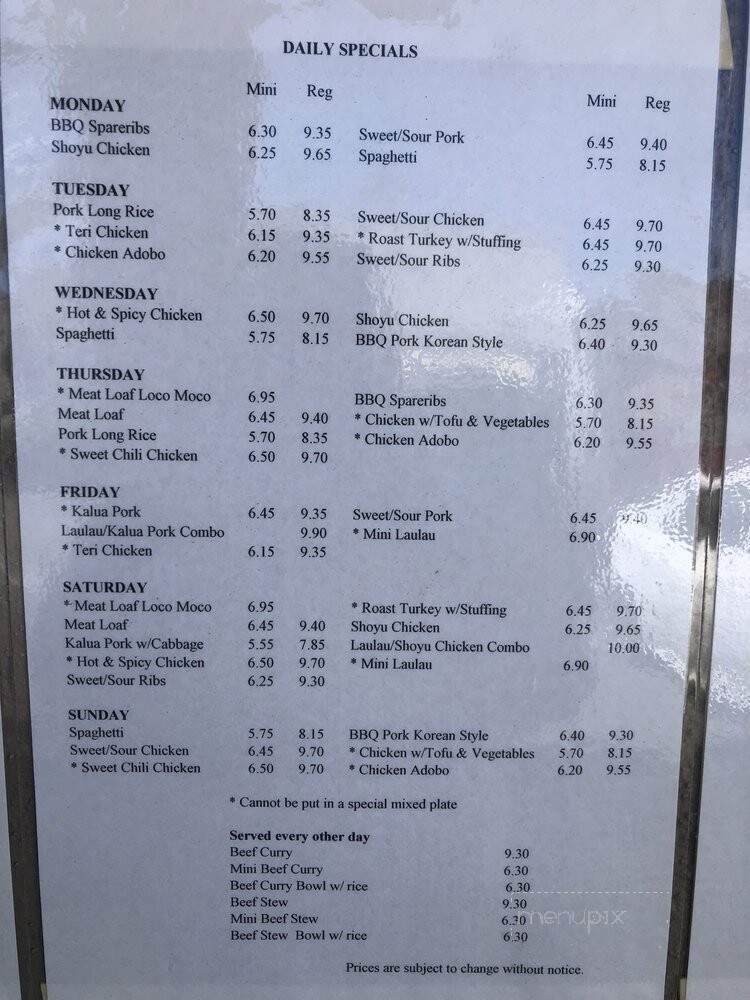 DAILY SPECIALS
Mini Reg Mini Reg
MONDAY
BBQ Spareribs 6.30 9.35 Sweet/Sour Pork 6.45 9.40
Shoyu Chicken 6.25 9.65 Spaghetti 5.75 8.15
TUESDAY
Pork Long Rice 5.70 8.35 Sweet/Sour Chicken 6.45 9.70
* Teri Chicken 6.15 9.35 * Roast Turkey w/Stuffing 6.45 9.70
* Chicken Adobo 6.20 9.55 Sweet/Sour Ribs 6.25 9.30
WEDNESDAY
* Hot & Spicy Chicken 6.50 9.70 Shoyu Chicken 6.25 9.65
Spaghetti 5.75 8.15 BBQ Pork Korean Style 6.40 9.30
THURSDAY
* Meat Loaf Loco Moco 6.95 BBQ Spareribs 6.30 9.35
Meat Loaf 6.45 9.40 * Chicken w/Tofu & Vegetables 5.70 8.15
Pork Long Rice 5.70 8.35 * Chicken Adobo 6.20 9.55
* Sweet Chili Chicken 6.50 9.70
FRIDAY
* Kalua Pork 6.45 9.35 Sweet/Sour Pork 6.45 9.40
Laulau/Kalua Pork Combo 9.90 * Mini Laulau 6.90
* Teri Chicken 6.15 9.35
SATURDAY
* Meat Loaf Loco Moco 6.95 * Roast Turkey w/Stuffing 6.45 9.70
Meat Loaf 6.45 9.40 Shoyu Chicken 6.25 9.65
Kalua Pork w/Cabbage 5.55 7.85 Laulau/Shoyu Chicken Combo 10.00
* Hot & Spicy Chicken 6.50 9.70 * Mini Laulau 6.90
Sweet/Sour Ribs 6.25 9.30
SUNDAY
Spaghetti 5.75 8.15 BBQ Pork Korean Style 6.40 9.30
Sweet/Sour Chicken 6.45 9.70 * Chicken w/Tofu & Vegetables 5.70 8.15
* Sweet Chili Chicken 6.50 9.70 * Chicken Adobo 6.20 9.55
* Cannot be put in a special mixed plate
Served every other day
Beef Curry 9.30
Mini Beef Curry 6.30
Beef Curry Bowl w/ rice 6.30
Beef Stew 9.30
Mini Beef Stew 6.30
Beef Stew Bowl w/ rice 6.30
menupix
Prices are subject to change without notice.